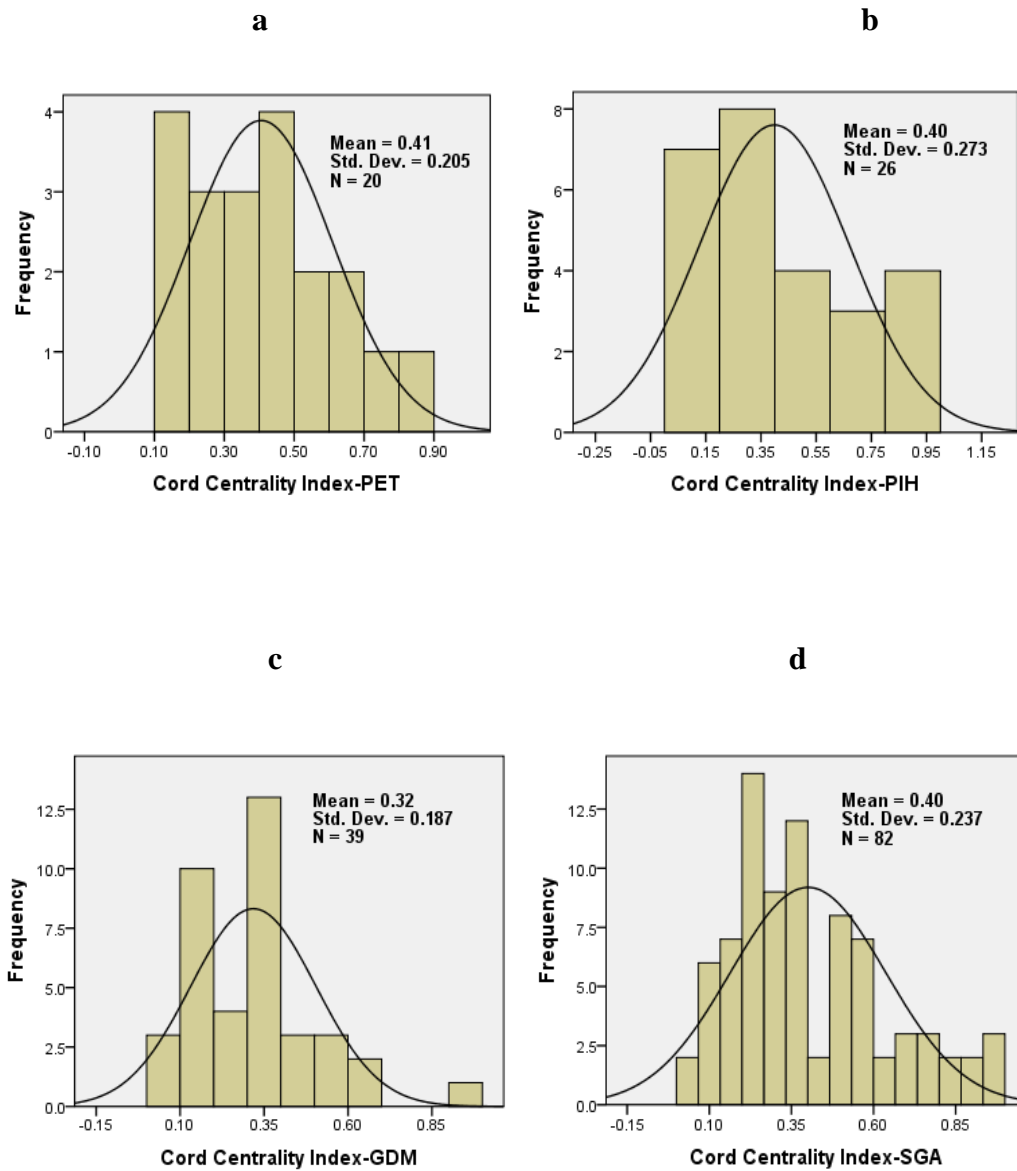 a
4
3
2
1
0
Frequency
Mean = 0.41
Std. Dev. = 0.205
N = 20
-0.10 0.10 0.30 0.50 0.70 0.90
Cord Centrality Index-PET
b
8
6
4
2
0
Frequency
Mean = 0.40
Std. Dev. = 0.273
N = 26
-0.25 -0.05 0.15 0.35 0.55 0.75 0.95 1.15
Cord Centrality Index-PIH
c
12.5
10.0
7.5
5.0
2.5
0.0
Frequency
Mean = 0.32
Std. Dev. = 0.187
N = 39
-0.15 0.10 0.35 0.60 0.85
Cord Centrality Index-GDM
d
12.5
10.0
7.5
5.0
2.5
0.0
Frequency
Mean = 0.40
Std. Dev. = 0.237
N = 82
-0.15 0.10 0.35 0.60 0.85
Cord Centrality Index-SGA